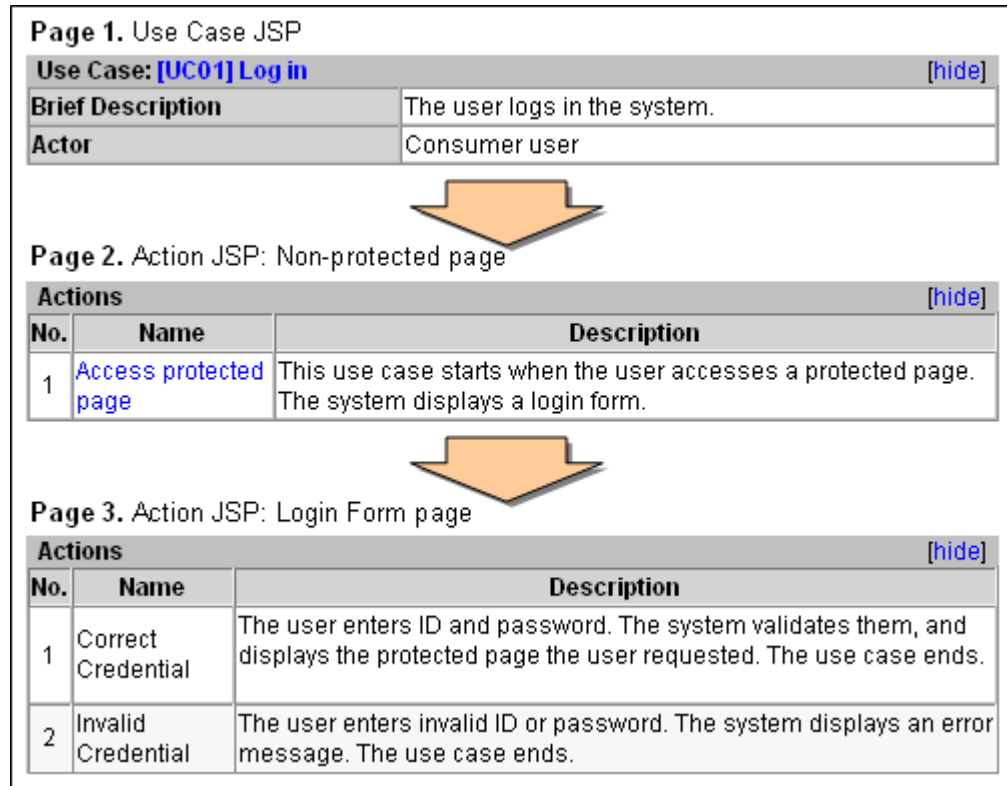 Page 1. Use Case JSP
Use Case: [UC01] Log in [hide]
Brief Description The user logs in the system.
Actor Consumer user
Page 2. Action JSP: Non-protected page
Actions [hide]
No. Name Description
1 Access protected page This use case starts when the user accesses a protected page.
The system displays a login form.
Page 3. Action JSP: Login Form page
Actions [hide]
No. Name Description
1 Correct Credential The user enters ID and password. The system validates them, and
displays the protected page the user requested. The use case ends.
2 Invalid Credential The user enters invalid ID or password. The system displays an error
message. The use case ends.